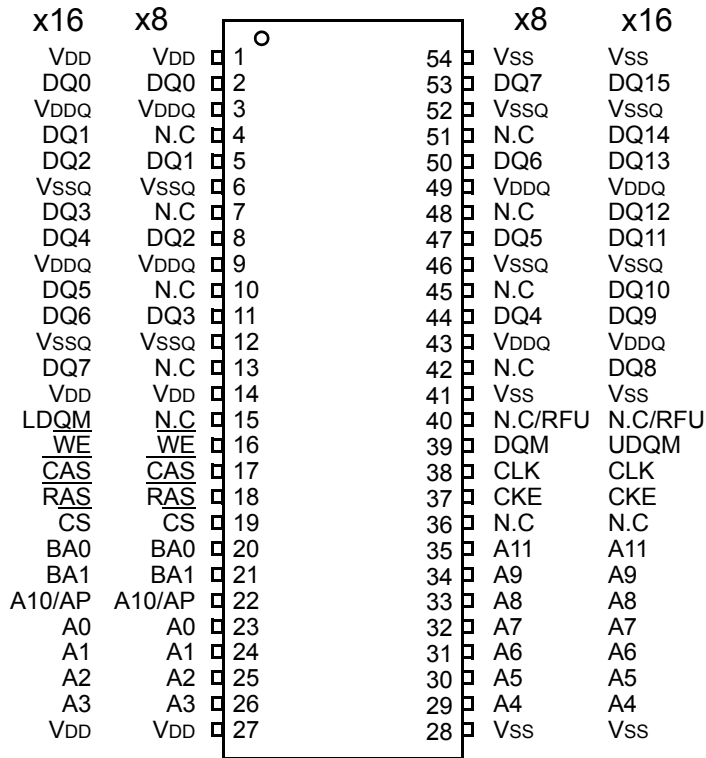 x16 x8 x8 x16
VDD VDD 1 54 VSS VSS
DQ0 DQ0 2 53 DQ7 DQ15
VDDQ VDDQ 3 52 VSSQ VSSQ
DQ1 N.C 4 51 N.C DQ14
DQ2 DQ1 5 50 DQ6 DQ13
VSSQ VSSQ 6 49 VDDQ VDDQ
DQ3 N.C 7 48 N.C DQ12
DQ4 DQ2 8 47 DQ5 DQ11
VDDQ VDDQ 9 46 VSSQ VSSQ
DQ5 N.C 10 45 N.C DQ10
DQ6 DQ3 11 44 DQ4 DQ9
VSSQ VSSQ 12 43 VDDQ VDDQ
DQ7 N.C 13 42 N.C DQ8
VDD VDD 14 41 VSS VSS
LDQM N.C 15 40 N.C/RFU N.C/RFU
WE WE 16 39 DQM UDQM
CAS CAS 17 38 CLK CLK
RAS RAS 18 37 CKE CKE
CS CS 19 36 N.C N.C
BA0 BA0 20 35 A11 A11
BA1 BA1 21 34 A9 A9
A10/AP A10/AP 22 33 A8 A8
A0 A0 23 32 A7 A7
A1 A1 24 31 A6 A6
A2 A2 25 30 A5 A5
A3 A3 26 29 A4 A4
VDD VDD 27 28 VSS VSS